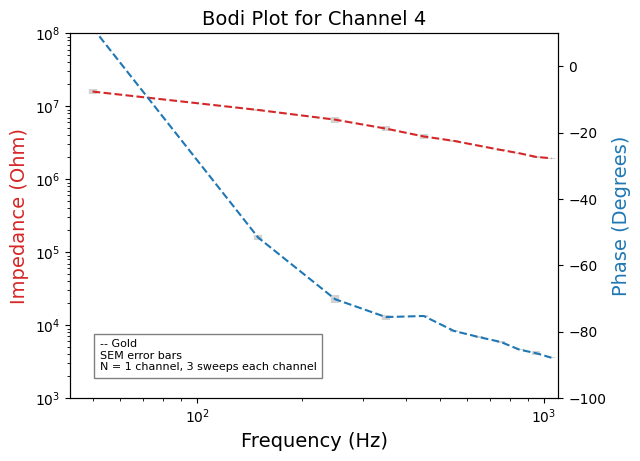 Bodi Plot for Channel 4
10^8
10^7
10^6
10^5
10^4
10^3
Impedance (Ohm)
0
−20
−40
−60
−80
−100
Phase (Degrees)
-- Gold
SEM error bars
N = 1 channel, 3 sweeps each channel
10^2
10^3
Frequency (Hz)